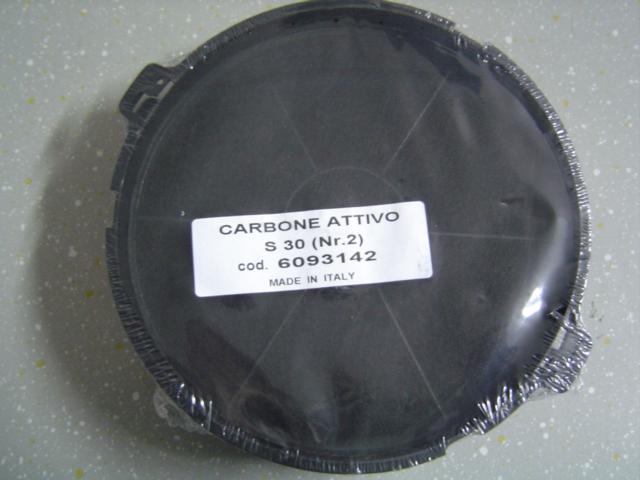 CARBONE ATTIVO
S 30 (Nr.2)
cod. 6093142
MADE IN ITALY